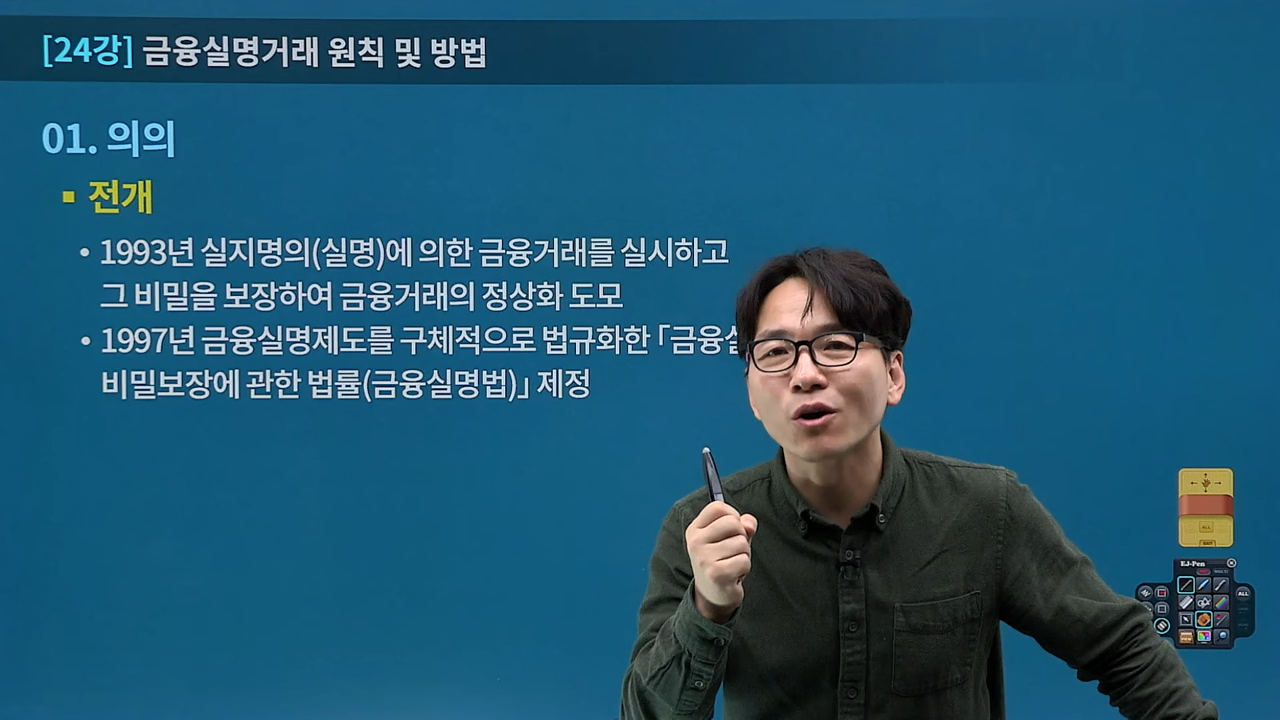 [24강] 금융실명거래 원칙 및 방법
01. 의의
▪ 전개
• 1993년 실지명의(실명)에 의한 금융거래를 실시하고
그 비밀을 보장하여 금융거래의 정상화 도모
• 1997년 금융실명제도를 구체적으로 법규화한 「금융실
비밀보장에 관한 법률(금융실명법)」 제정
ALL
EXIT
EJ-Pen
ALL